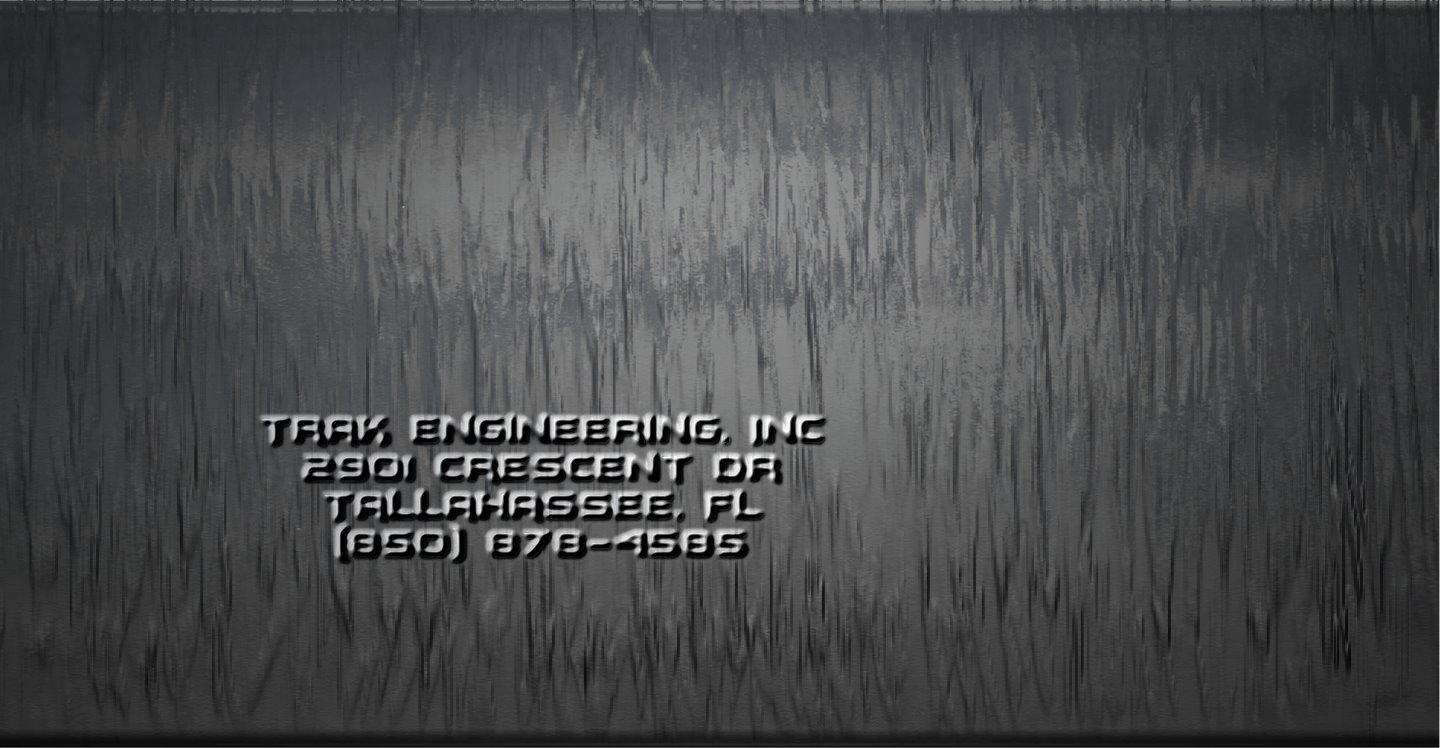 TRAK ENGINEERING, INC
2901 CRESCENT DR
TALLAHASSEE, FL
(850) 878-4585